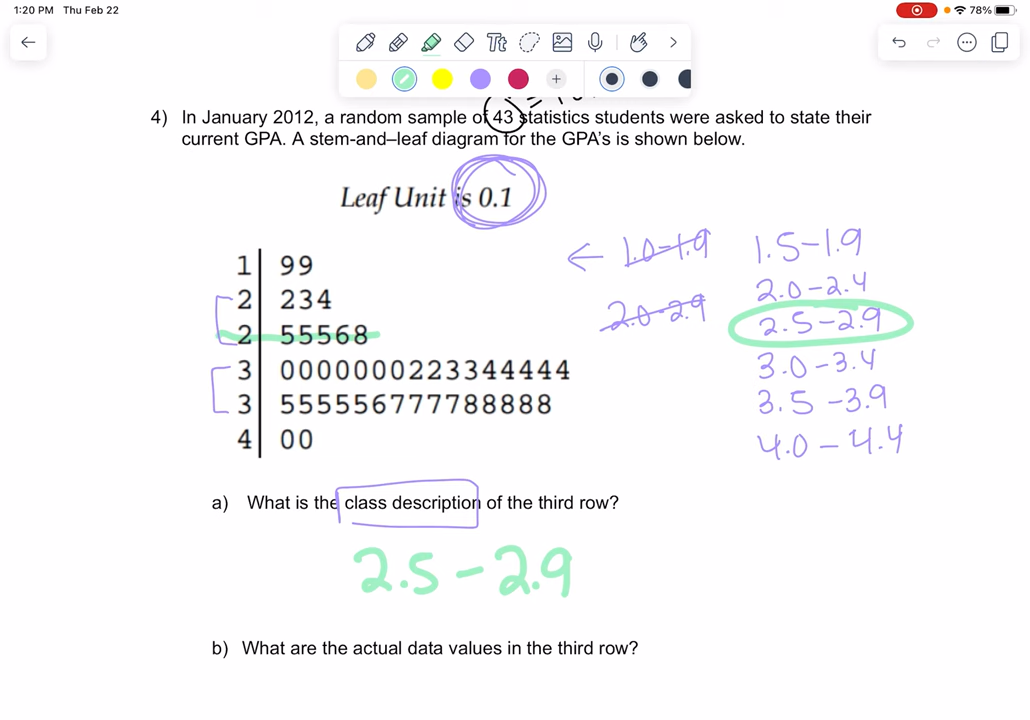 1:20 PM Thu Feb 22
78%
Tt
4) In January 2012, a random sample of 43 statistics students were asked to state their
current GPA. A stem-and–leaf diagram for the GPA's is shown below.
Leaf Unit is 0.1
1 | 99
2 | 234
2 | 55568
3 | 0000000223344444
3 | 555556777788888
4 | 00
← 1.0-1.9
2.0-2.9
1.5-1.9
2.0-2.4
2.5-2.9
3.0-3.4
3.5-3.9
4.0-4.4
a) What is the class description of the third row?
2.5-2.9
b) What are the actual data values in the third row?